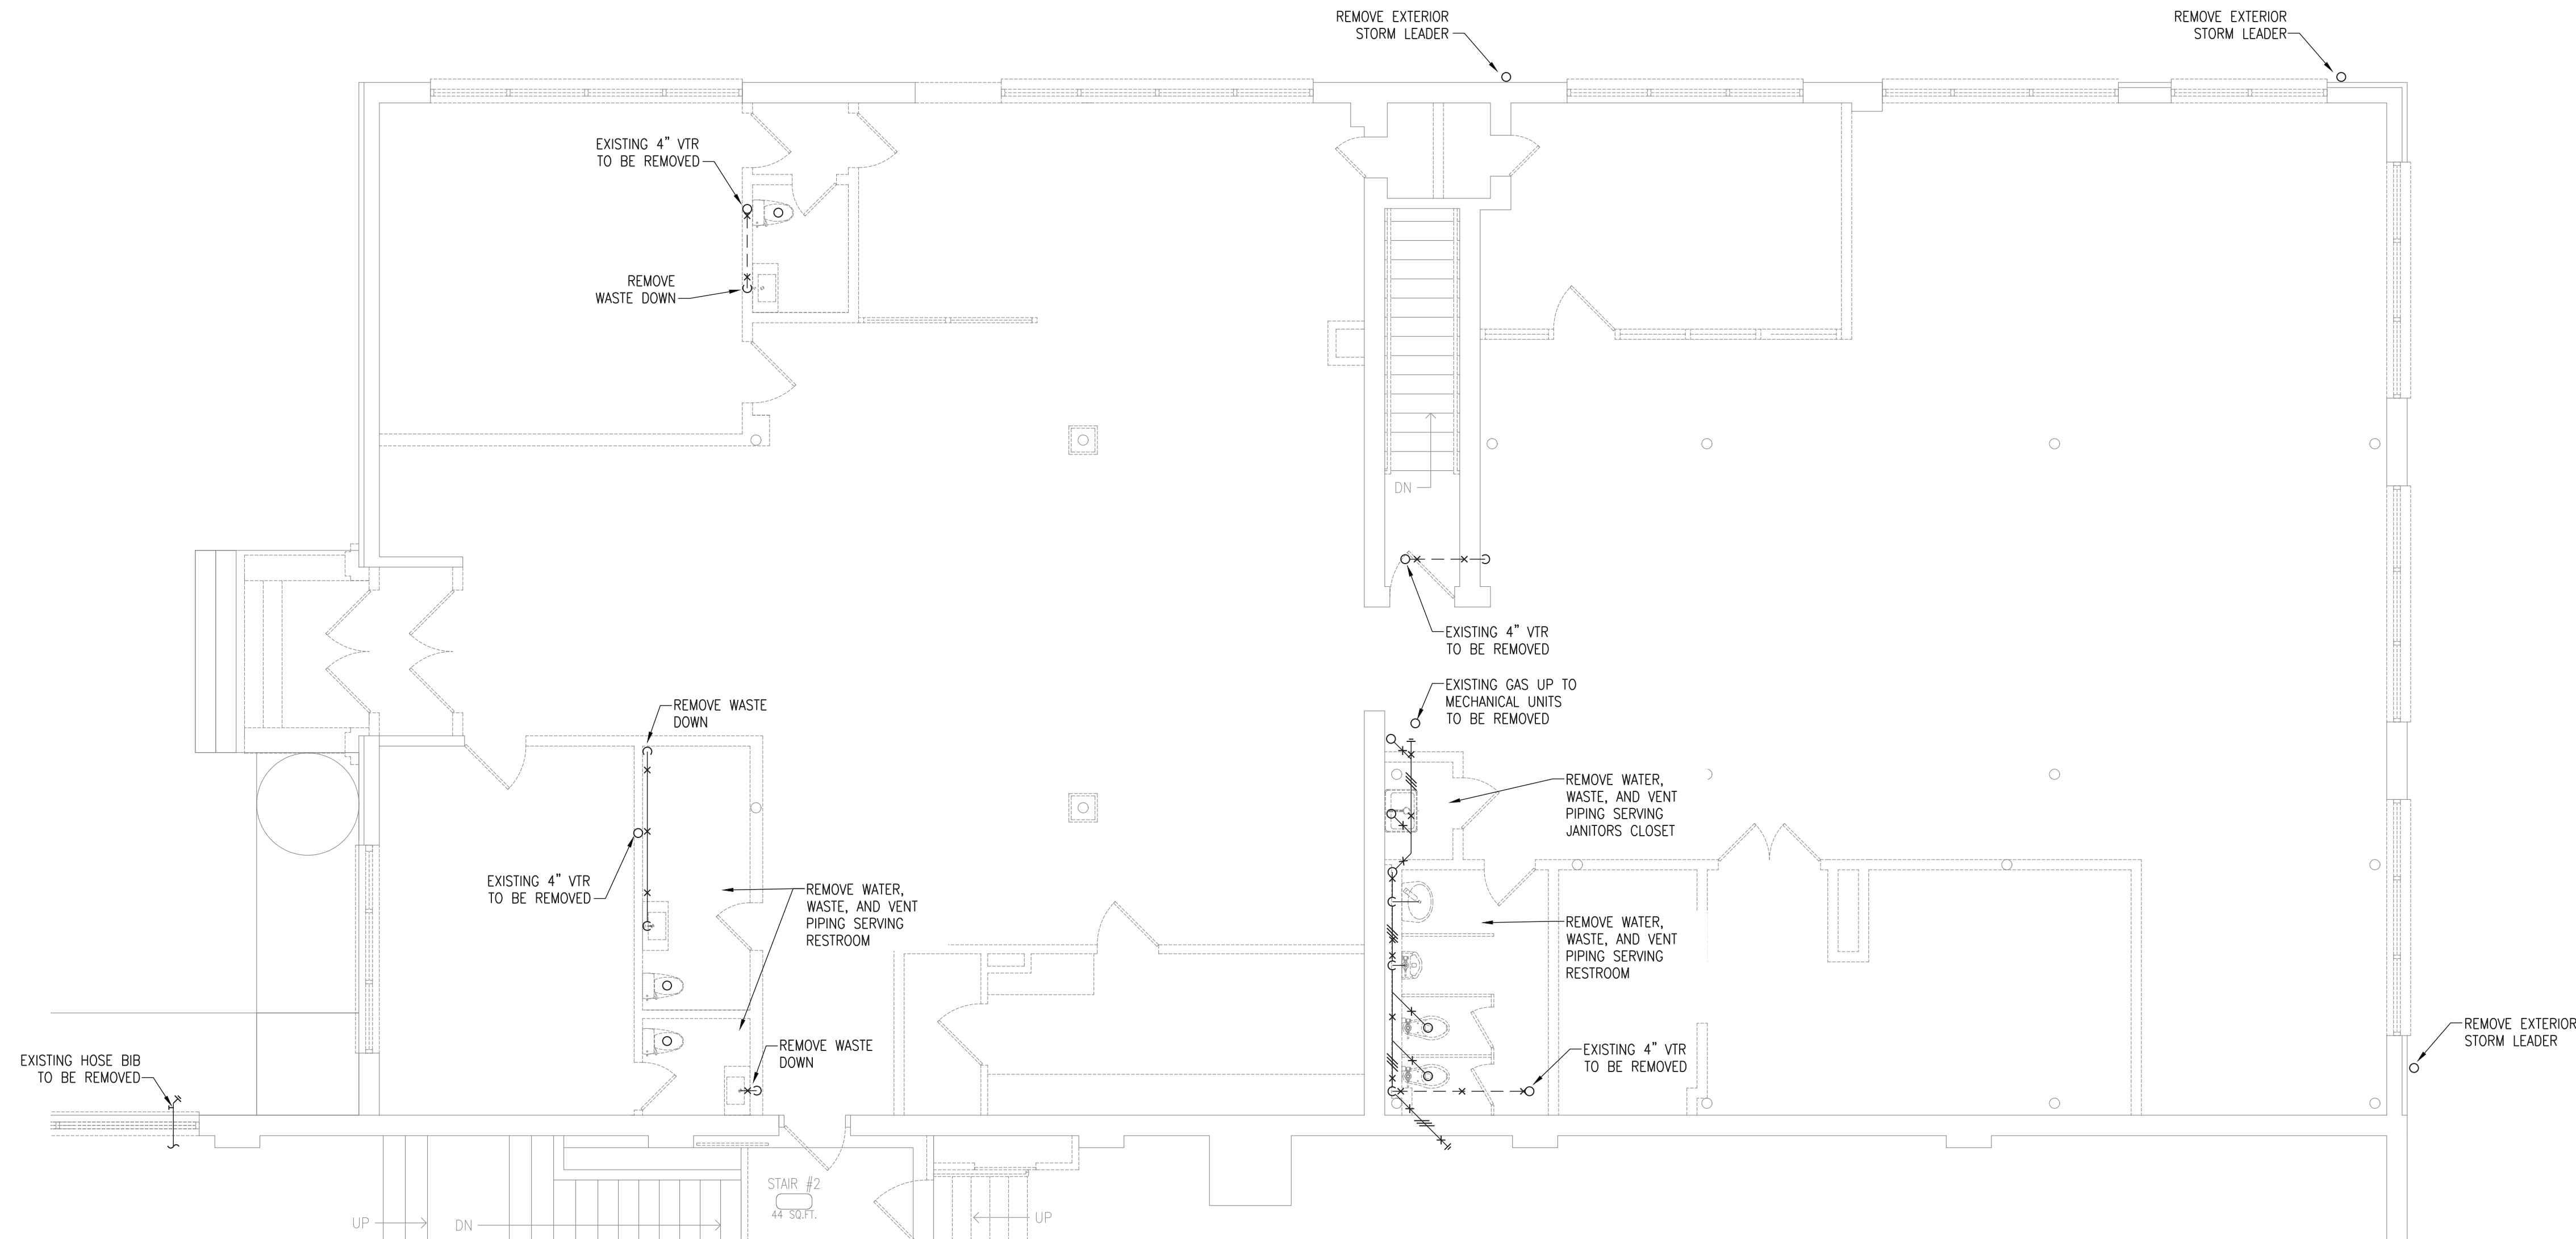 REMOVE EXTERIOR
STORM LEADER
REMOVE EXTERIOR
STORM LEADER
EXISTING 4" VTR
TO BE REMOVED
REMOVE
WASTE DOWN
DN
EXISTING 4" VTR
TO BE REMOVED
EXISTING GAS UP TO
MECHANICAL UNITS
TO BE REMOVED
REMOVE WASTE
DOWN
REMOVE WATER,
WASTE, AND VENT
PIPING SERVING
JANITORS CLOSET
EXISTING 4" VTR
TO BE REMOVED
REMOVE WATER,
WASTE, AND VENT
PIPING SERVING
RESTROOM
REMOVE WATER,
WASTE, AND VENT
PIPING SERVING
RESTROOM
REMOVE EXTERIOR
STORM LEADER
EXISTING HOSE BIB
TO BE REMOVED
REMOVE WASTE
DOWN
EXISTING 4" VTR
TO BE REMOVED
STAIR #2
44 SQ.FT.
UP
DN
UP